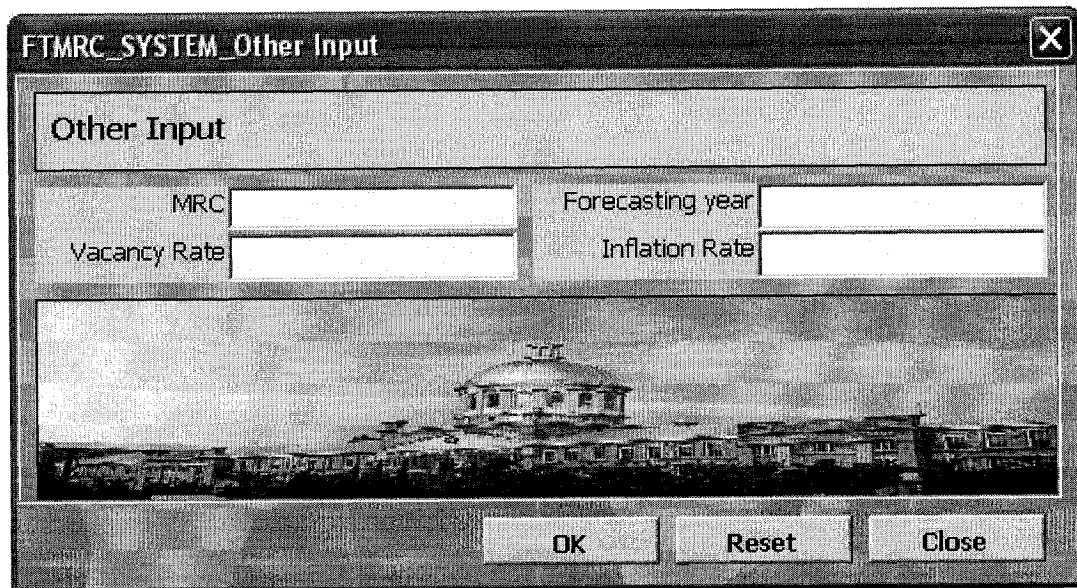 FTMRC_SYSTEM_Other Input
Other Input
MRC
Forecasting year
Vacancy Rate
Inflation Rate
OK
Reset
Close